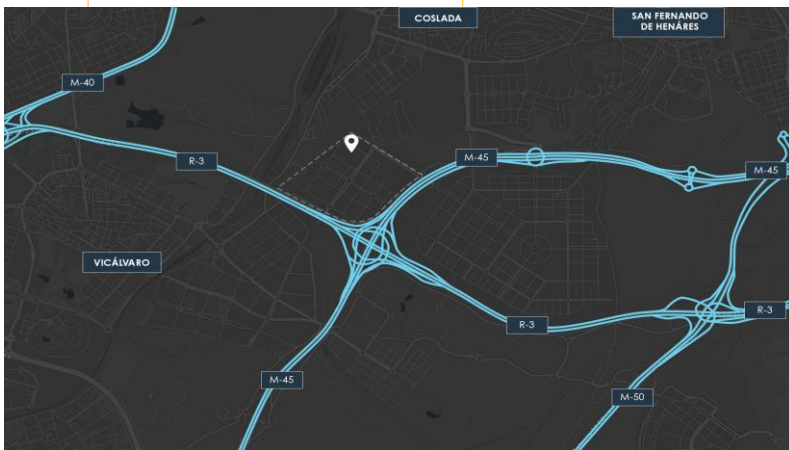 COSLADA
SAN FERNANDO
DE HENÁRES
M-40
R-3
M-45
M-45
VICÁLVARO
R-3
R-3
M-45
M-50